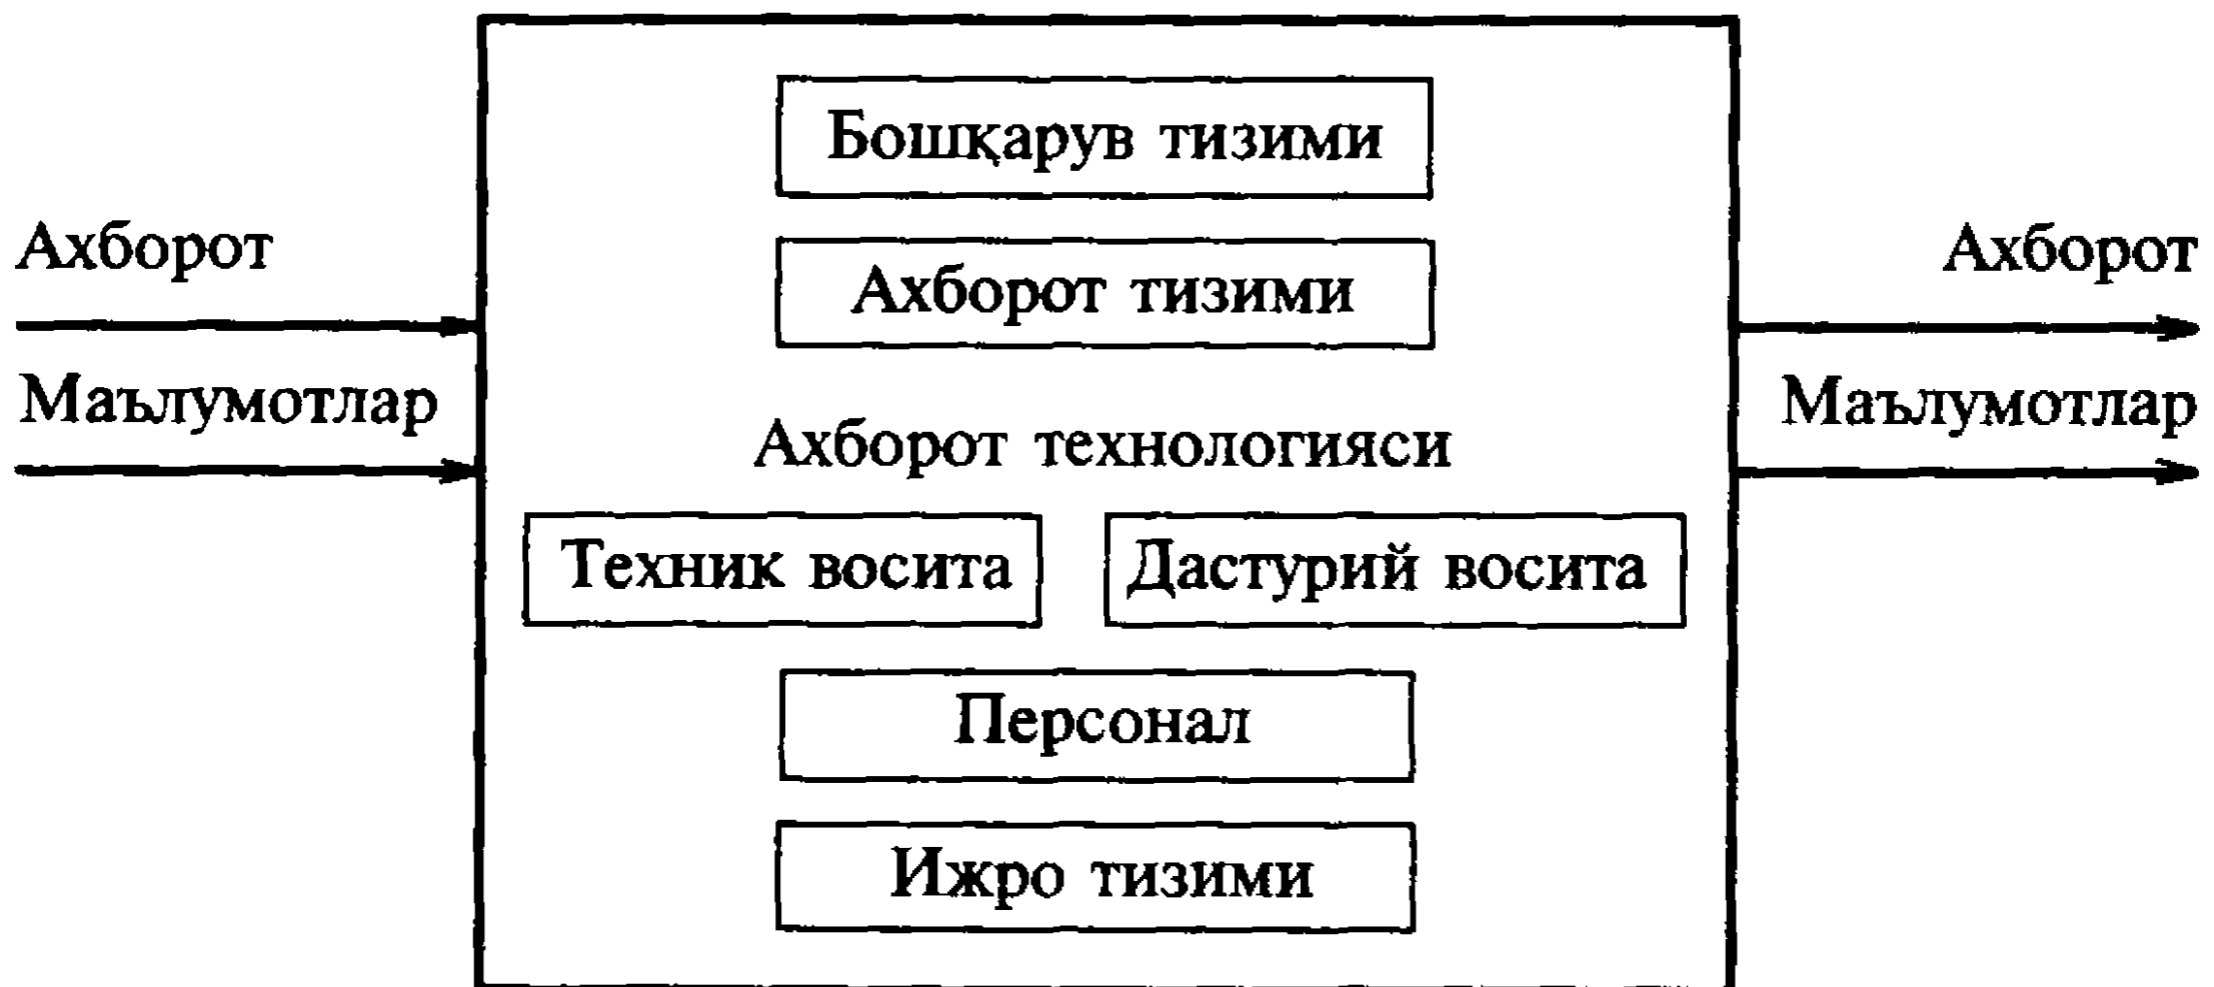 Бошқарув тизими
Ахборот
Ахборот тизими
Ахборот
Маълумотлар
Ахборот технологияси
Маълумотлар
Техник восита
Дастурий восита
Персонал
Ижро тизими